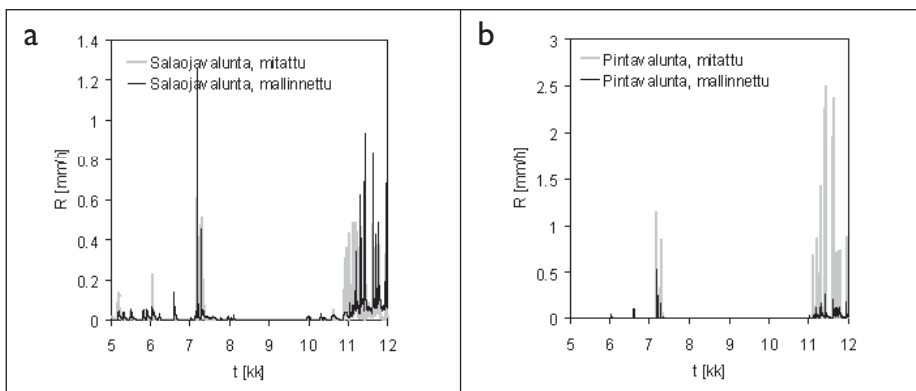 a
1.4
1.2
1
0.8
0.6
0.4
0.2
0
R [mm/h]
Salaojavalunta, mitattu
Salaojavalunta, mallinnettu
5 6 7 8 9 10 11 12
t [kk]
b
3
2.5
2
1.5
1
0.5
0
R [mm/h]
Pintavalunta, mitattu
Pintavalunta, mallinnettu
5 6 7 8 9 10 11 12
t [kk]